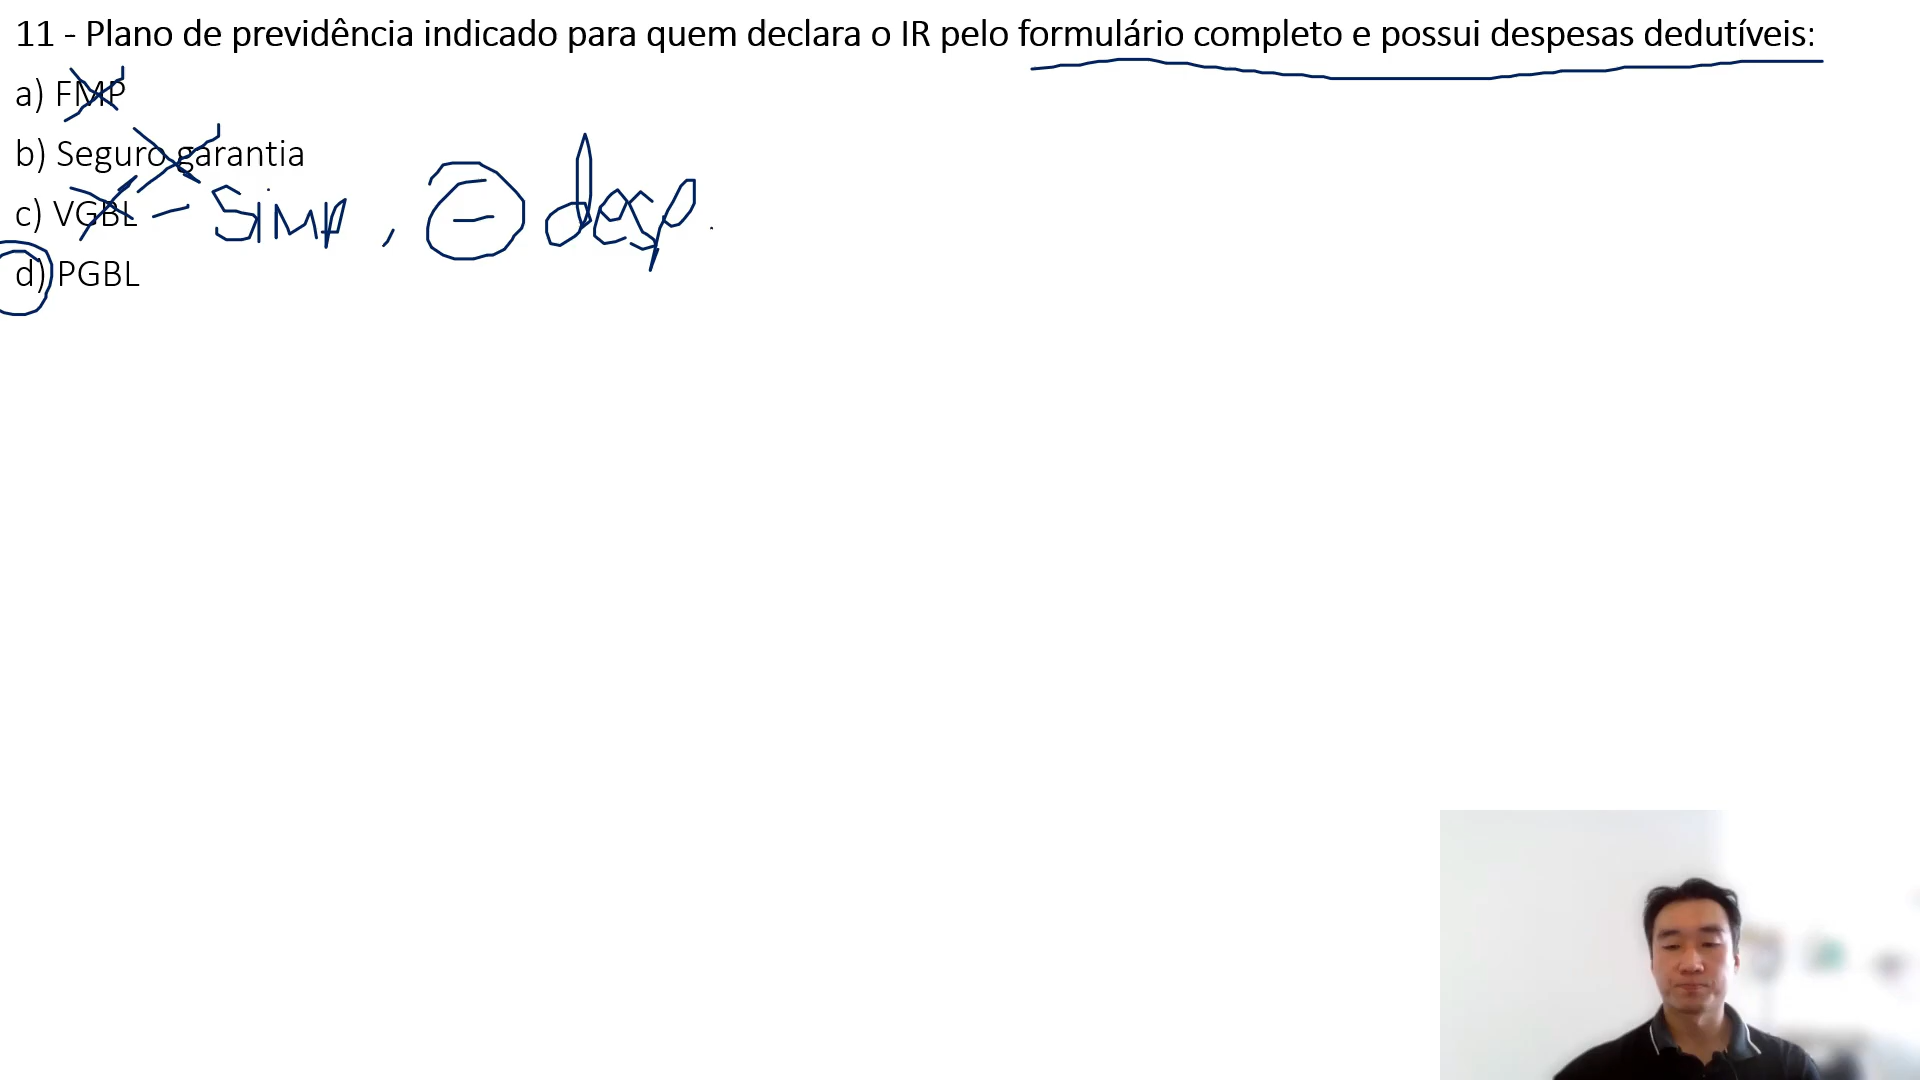 11 - Plano de previdência indicado para quem declara o IR pelo formulário completo e possui despesas dedutíveis:
a) FMP
b) Seguro garantia
c) VGBL – SiMP, ⊖ desp.
d) PGBL